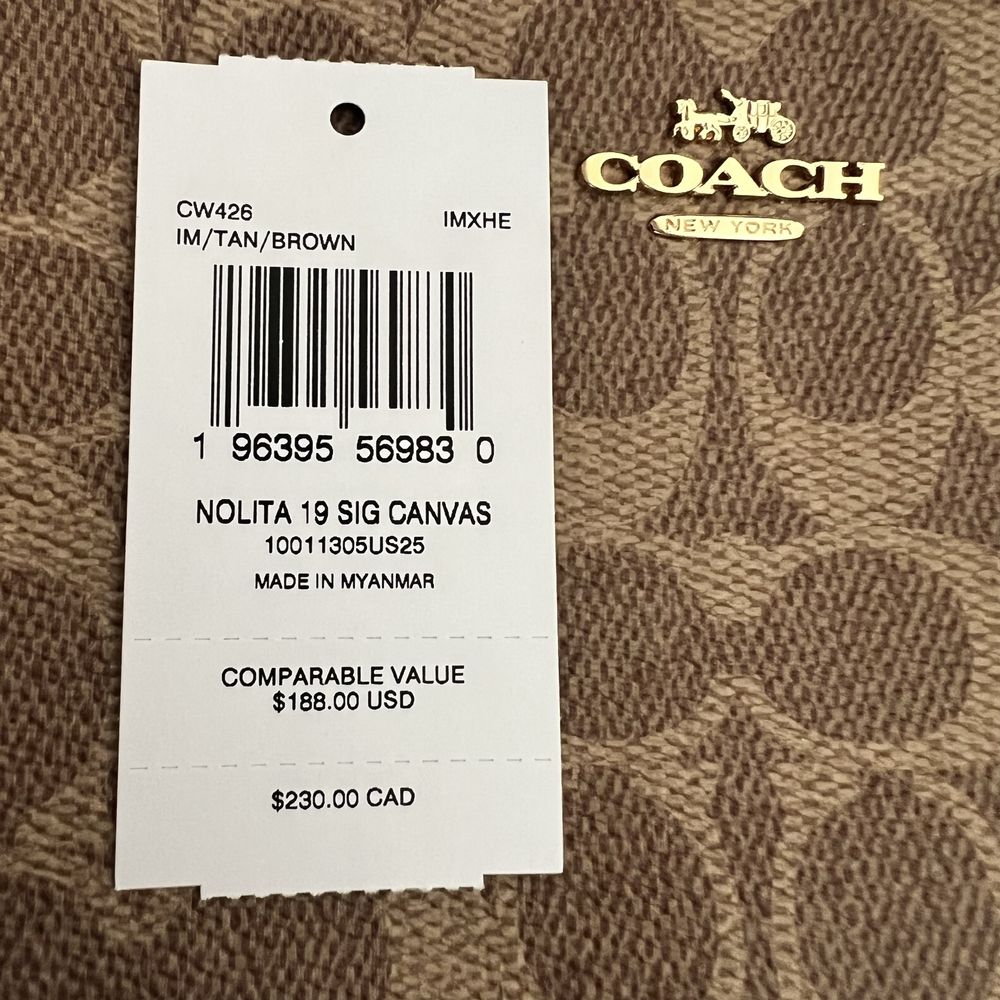 CW426
IMXHE
IM/TAN/BROWN
1 96395 56983 0
NOLITA 19 SIG CANVAS
10011305US25
MADE IN MYANMAR
COMPARABLE VALUE
$188.00 USD
$230.00 CAD
COACH
NEW YORK